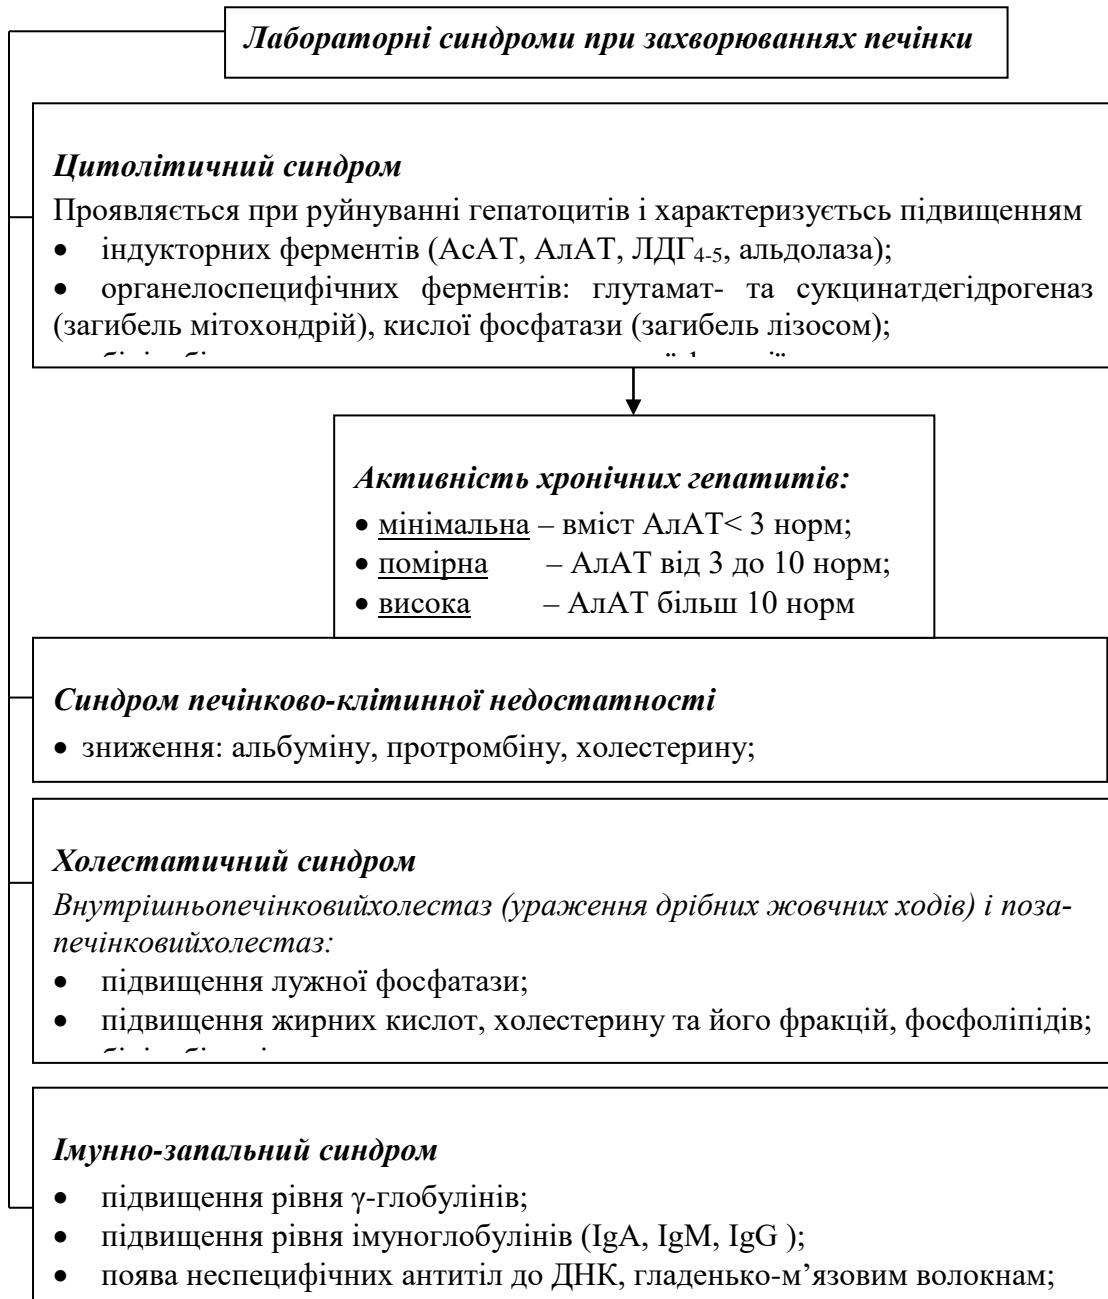 Лабораторні синдроми при захворюваннях печінки
Цитолітичний синдром
Проявляється при руйнуванні гепатоцитів і характеризуєтьсь підвищенням
• індукторних ферментів (АсАТ, АлАТ, ЛДГ4-5, альдолаза);
• органелоспецифічних ферментів: глутамат- та сукцинатдегідрогеназ
(загибель мітохондрій), кислої фосфатази (загибель лізосом);
Активність хронічних гепатитів:
• мінімальна – вміст АлАТ< 3 норм;
• помірна – АлАТ від 3 до 10 норм;
• висока – АлАТ більш 10 норм
Синдром печінково-клітинної недостатності
• зниження: альбуміну, протромбіну, холестерину;
Холестатичний синдром
Внутрішньопечінковийхолестаз (ураження дрібних жовчних ходів) і поза-
печінковийхолестаз:
• підвищення лужної фосфатази;
• підвищення жирних кислот, холестерину та його фракцій, фосфоліпідів;
Імунно-запальний синдром
• підвищення рівня γ-глобулінів;
• підвищення рівня імуноглобулінів (IgA, IgM, IgG );
• поява неспецифічних антитіл до ДНК, гладенько-м’язовим волокнам;